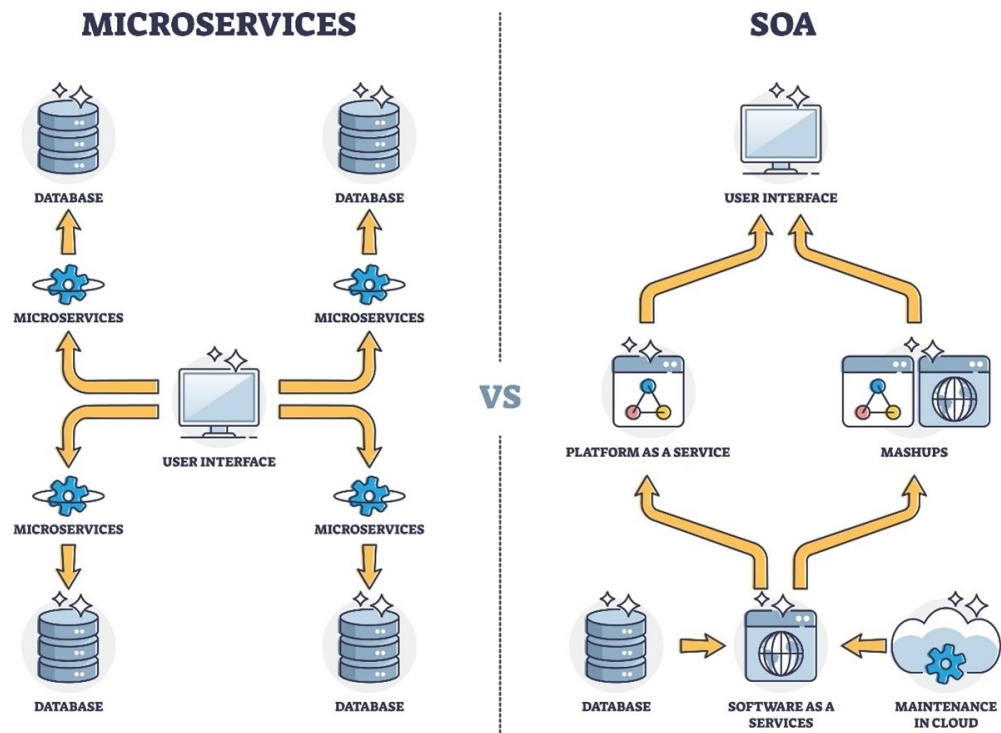 MICROSERVICES
SOA
DATABASE
DATABASE
USER INTERFACE
MICROSERVICES
MICROSERVICES
VS
USER INTERFACE
PLATFORM AS A SERVICE
MASHUPS
MICROSERVICES
MICROSERVICES
DATABASE
DATABASE
DATABASE
SOFTWARE AS A
SERVICES
MAINTENANCE
IN CLOUD